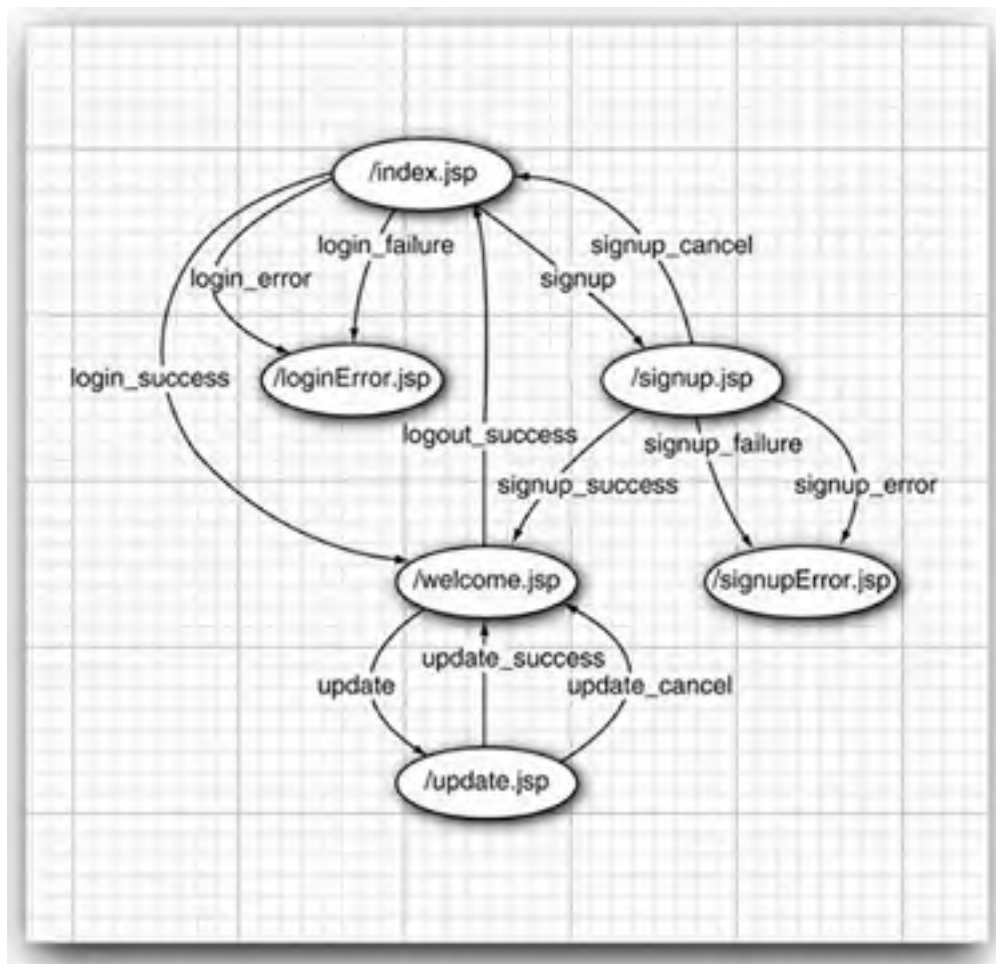 /index.jsp
login_failure
signup_cancel
login_error
signup
login_success
/loginError.jsp
/signup.jsp
logout_success
signup_failure
signup_success
signup_error
/welcome.jsp
/signupError.jsp
update_success
update
update_cancel
/update.jsp